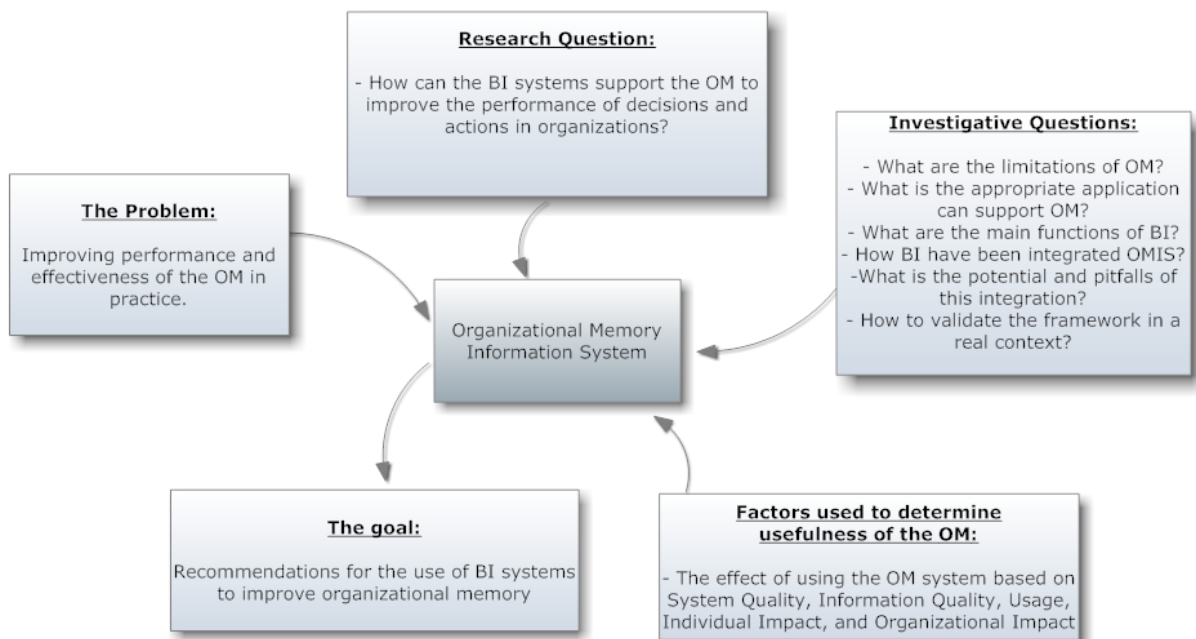 Research Question:
- How can the BI systems support the OM to
improve the performance of decisions and
actions in organizations?
Investigative Questions:
- What are the limitations of OM?
- What is the appropriate application
can support OM?
- What are the main functions of BI?
- How BI have been integrated OMIS?
-What is the potential and pitfalls of
this integration?
- How to validate the framework in a
real context?
The Problem:
Improving performance and
effectiveness of the OM in
practice.
Organizational Memory
Information System
The goal:
Recommendations for the use of BI systems
to improve organizational memory
Factors used to determine
usefulness of the OM:
- The effect of using the OM system based on
System Quality, Information Quality, Usage,
Individual Impact, and Organizational Impact